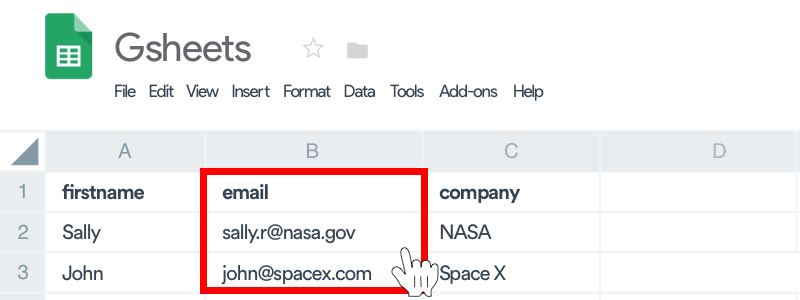 Gsheets
File Edit View Insert Format Data Tools Add-ons Help
A B C D
1 firstname email company
2 Sally sally.r@nasa.gov NASA
3 John john@spacex.com Space X